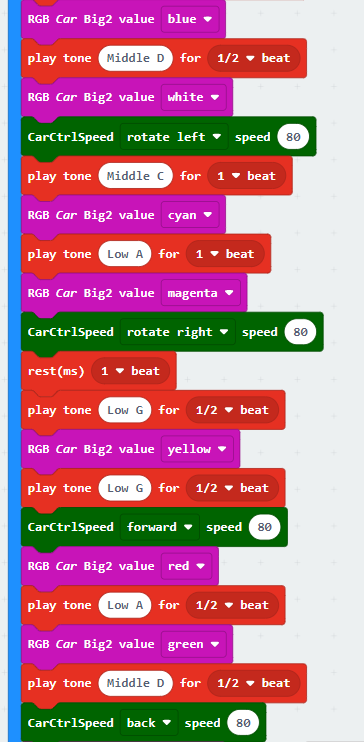 RGB Car Big2 value blue
play tone Middle D for 1/2 beat
RGB Car Big2 value white
CarCtrlSpeed rotate left speed 80
play tone Middle C for 1 beat
RGB Car Big2 value cyan
play tone Low A for 1 beat
RGB Car Big2 value magenta
CarCtrlSpeed rotate right speed 80
rest(ms) 1 beat
play tone Low G for 1/2 beat
RGB Car Big2 value yellow
play tone Low G for 1/2 beat
CarCtrlSpeed forward speed 80
RGB Car Big2 value red
play tone Low A for 1/2 beat
RGB Car Big2 value green
play tone Middle D for 1/2 beat
CarCtrlSpeed back speed 80